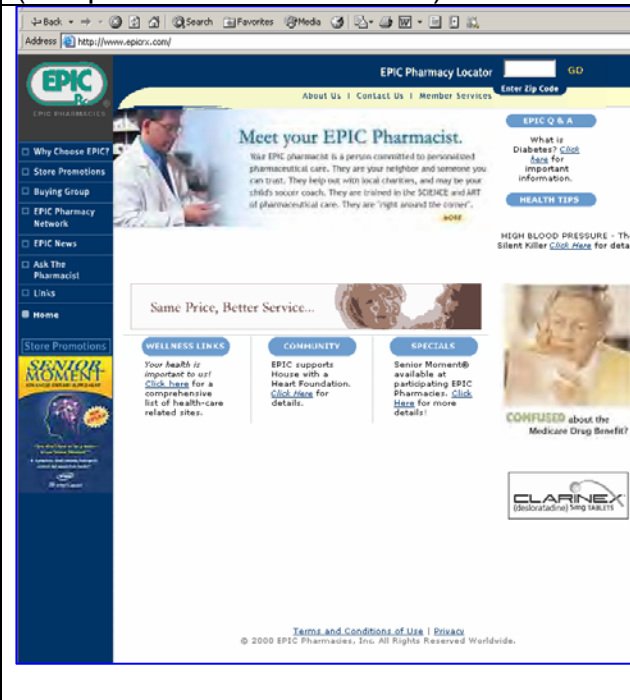 Back
Search Favorites Media
Address http://www.epicrx.com/
EPIC
Rx
EPIC PHARMACIES
EPIC Pharmacy Locator GO
About Us | Contact Us | Member Services
Enter Zip Code
Why Choose EPIC?
Store Promotions
Buying Group
EPIC Pharmacy
Network
EPIC News
Ask The
Pharmacist
Links
Home
Meet your EPIC Pharmacist.
Your EPIC pharmacist is a person committed to personalized
pharmaceutical care. They are your neighbor and someone you
can trust. They help out with local charities, and may be your
child's soccer coach. They are trained in the SCIENCE and ART
of pharmaceutical care. They are "right around the corner".
MORE
EPIC Q & A
What is
Diabetes? Click
here for
important
information.
HEALTH TIPS
HIGH BLOOD PRESSURE - Th
Silent Killer Click Here for deta
Same Price, Better Service...
WELLNESS LINKS
Your health is
important to us!
Click here for a
comprehensive
list of health-care
related sites.
COMMUNITY
EPIC supports
House with a
Heart Foundation.
Click Here for
details.
SPECIALS
Senior Moment®
available at
participating EPIC
Pharmacies. Click
Here for more
details!
Store Promotions
SENIOR
MOMENT
CONFUSED about the
Medicare Drug Benefit?
CLARINEX
(desloratadine) 5mg TABLETS
Terms and Conditions of Use | Privacy
© 2000 EPIC Pharmacies, Inc. All Rights Reserved Worldwide.